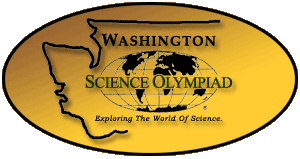 WASHINGTON
SCIENCE OLYMPIAD
®
Exploring The World Of Science.